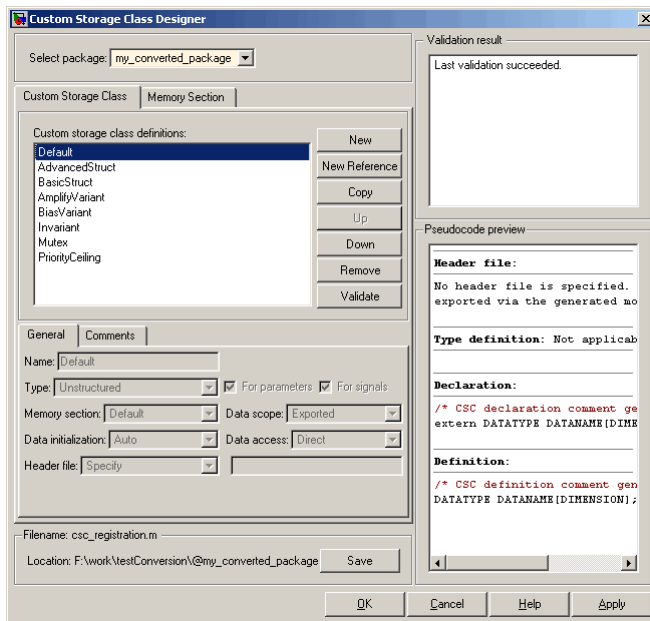 Custom Storage Class Designer
Select package: my_converted_package
Custom Storage Class
Memory Section
Custom storage class definitions:
Default
AdvancedStruct
BasicStruct
AmplifyVariant
BiasVariant
Invariant
Mutex
PriorityCeiling
New
New Reference
Copy
Up
Down
Remove
Validate
General
Comments
Name: Default
Type: Unstructured
For parameters
For signals
Memory section: Default
Data scope: Exported
Data initialization: Auto
Data access: Direct
Header file: Specify
Filename: csc_registration.m
Location: F:\work\testConversion\@my_converted_package
Save
Validation result
Last validation succeeded.
Pseudocode preview
Header file:
No header file is specified.
exported via the generated mo
Type definition: Not applicab
Declaration:
/* CSC declaration comment ge
extern DATATYPE DATANAME[DIME
Definition:
/* CSC definition comment gen
DATATYPE DATANAME[DIMENSION];
OK
Cancel
Help
Apply